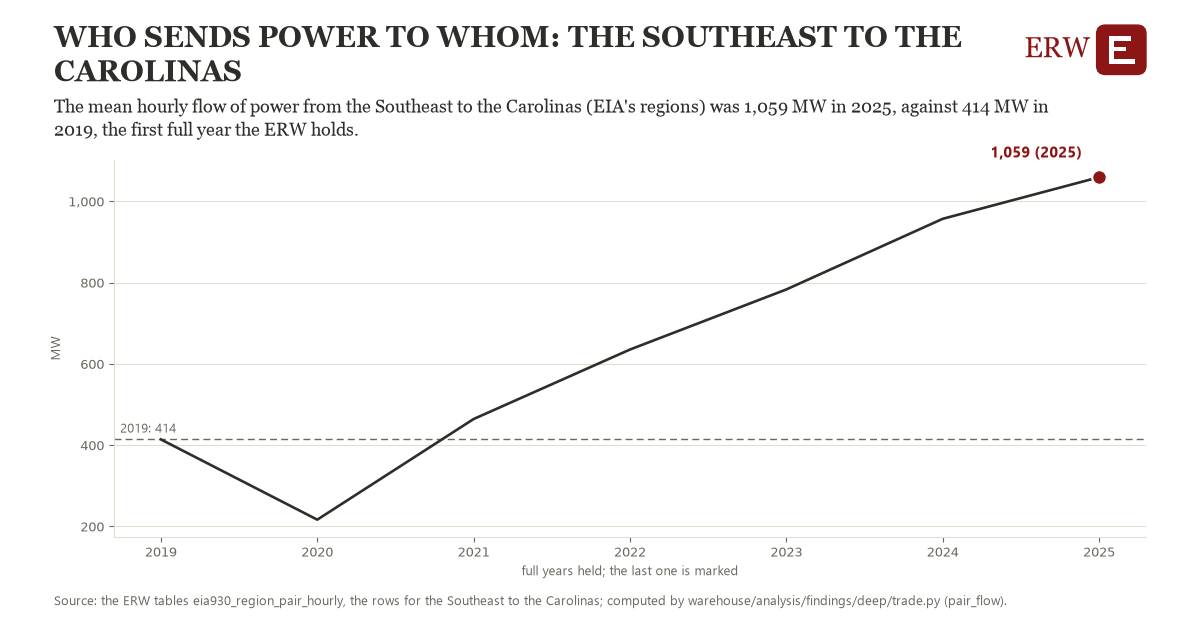 WHO SENDS POWER TO WHOM: THE SOUTHEAST TO THE
CAROLINAS
ERW E
The mean hourly flow of power from the Southeast to the Carolinas (EIA's regions) was 1,059 MW in 2025, against 414 MW in
2019, the first full year the ERW holds.
1,059 (2025)
1,000
800
600
400
200
MW
2019: 414
2019 2020 2021 2022 2023 2024 2025
full years held; the last one is marked
Source: the ERW tables eia930_region_pair_hourly, the rows for the Southeast to the Carolinas; computed by warehouse/analysis/findings/deep/trade.py (pair_flow).